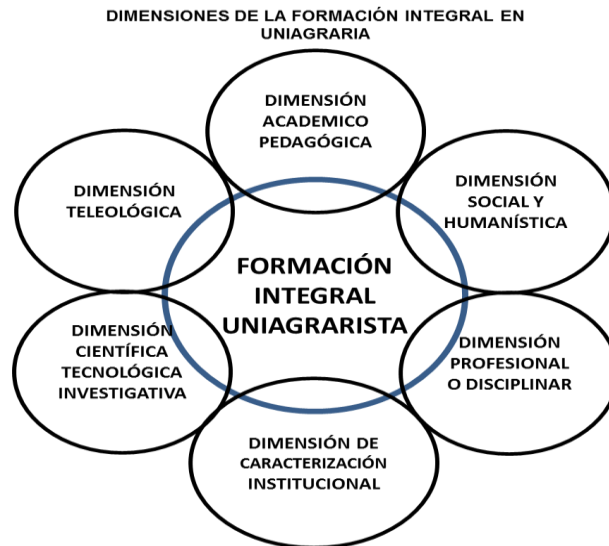 DIMENSIONES DE LA FORMACIÓN INTEGRAL EN
UNIAGRARIA
DIMENSIÓN
ACADEMICO
PEDAGÓGICA
DIMENSIÓN
TELEOLÓGICA
DIMENSIÓN
SOCIAL Y
HUMANÍSTICA
FORMACIÓN
INTEGRAL
UNIAGRARISTA
DIMENSIÓN
CIENTÍFICA
TECNOLÓGICA
INVESTIGATIVA
DIMENSIÓN
PROFESIONAL
O DISCIPLINAR
DIMENSIÓN DE
CARACTERIZACIÓN
INSTITUCIONAL